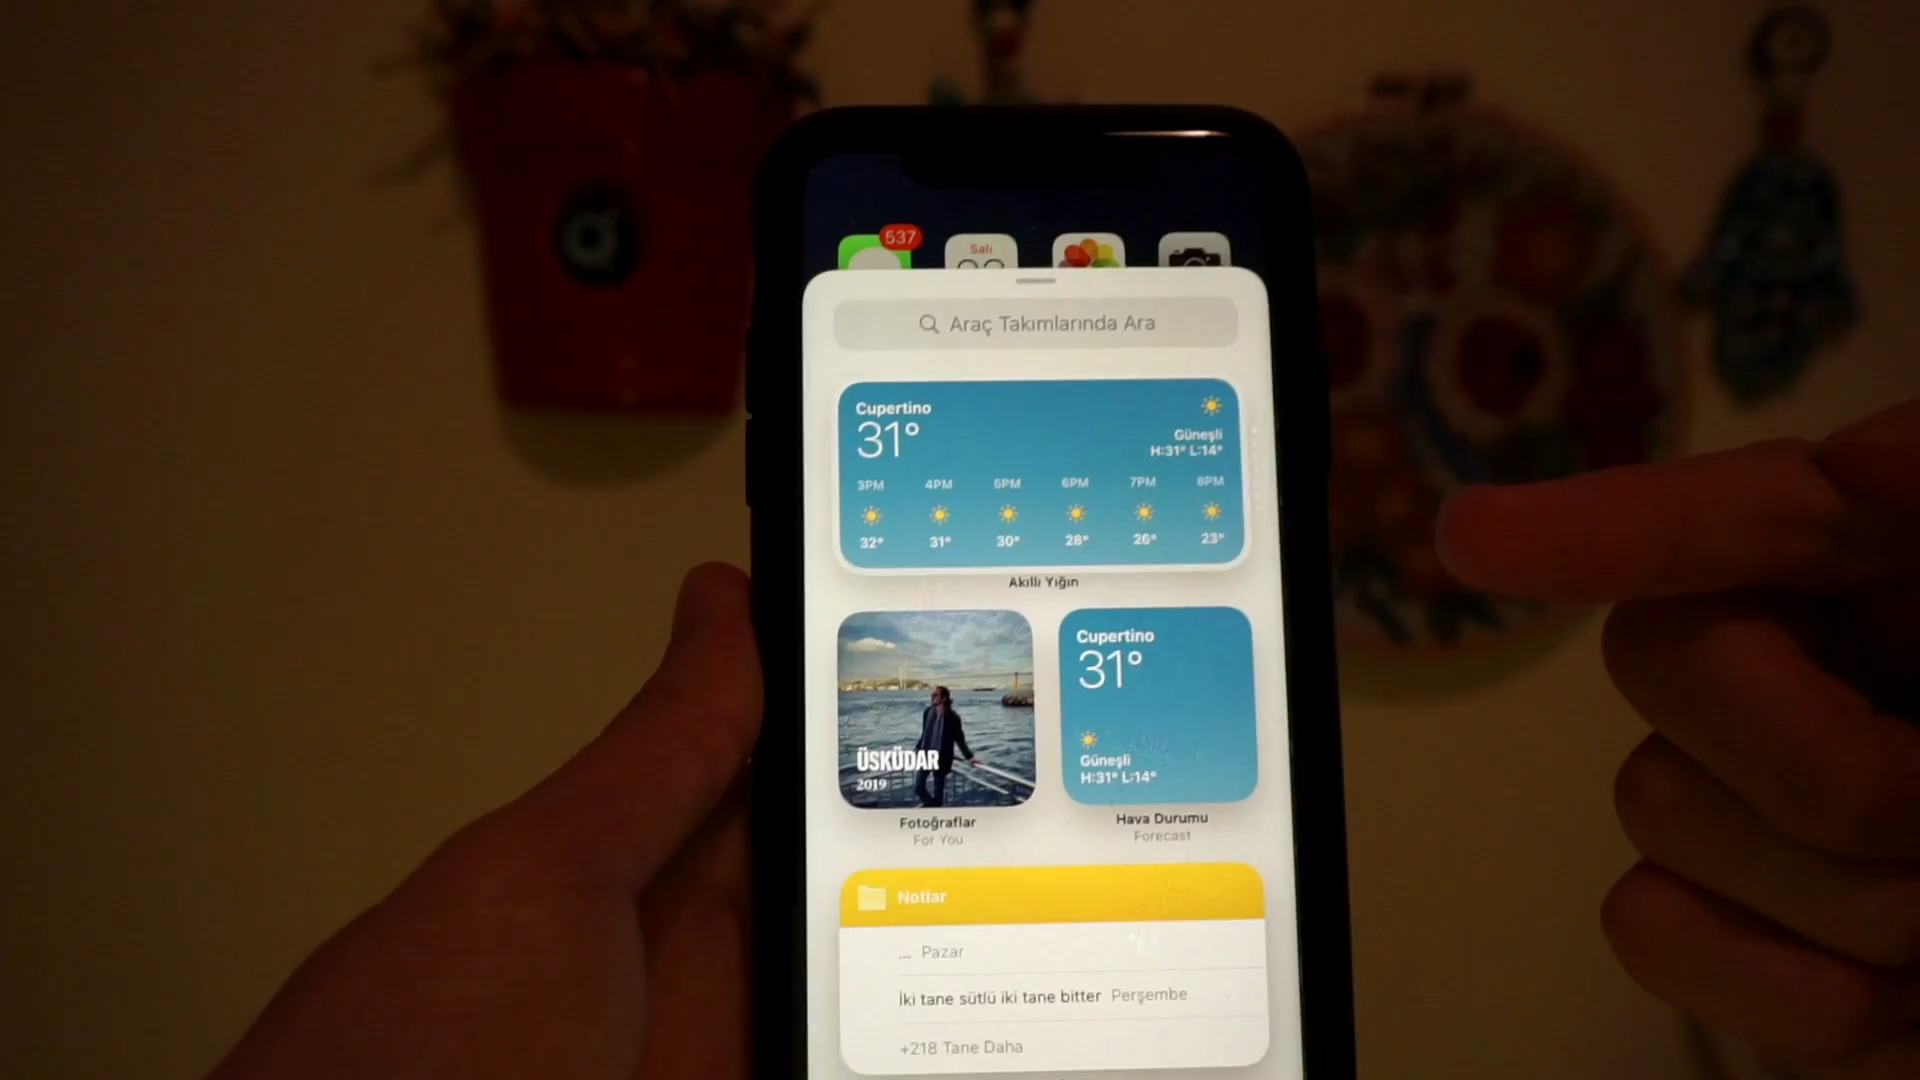 537
Salı
Araç Takımlarında Ara
Cupertino
31°
Güneşli
H:31° L:14°
3PM 4PM 5PM 6PM 7PM 8PM
32° 31° 30° 28° 26° 23°
Akıllı Yığın
ÜSKÜDAR
2019
Fotoğraflar
For You
Cupertino
31°
Güneşli
H:31° L:14°
Hava Durumu
Forecast
Notlar
... Pazar
İki tane sütlü iki tane bitter Perşembe
+218 Tane Daha